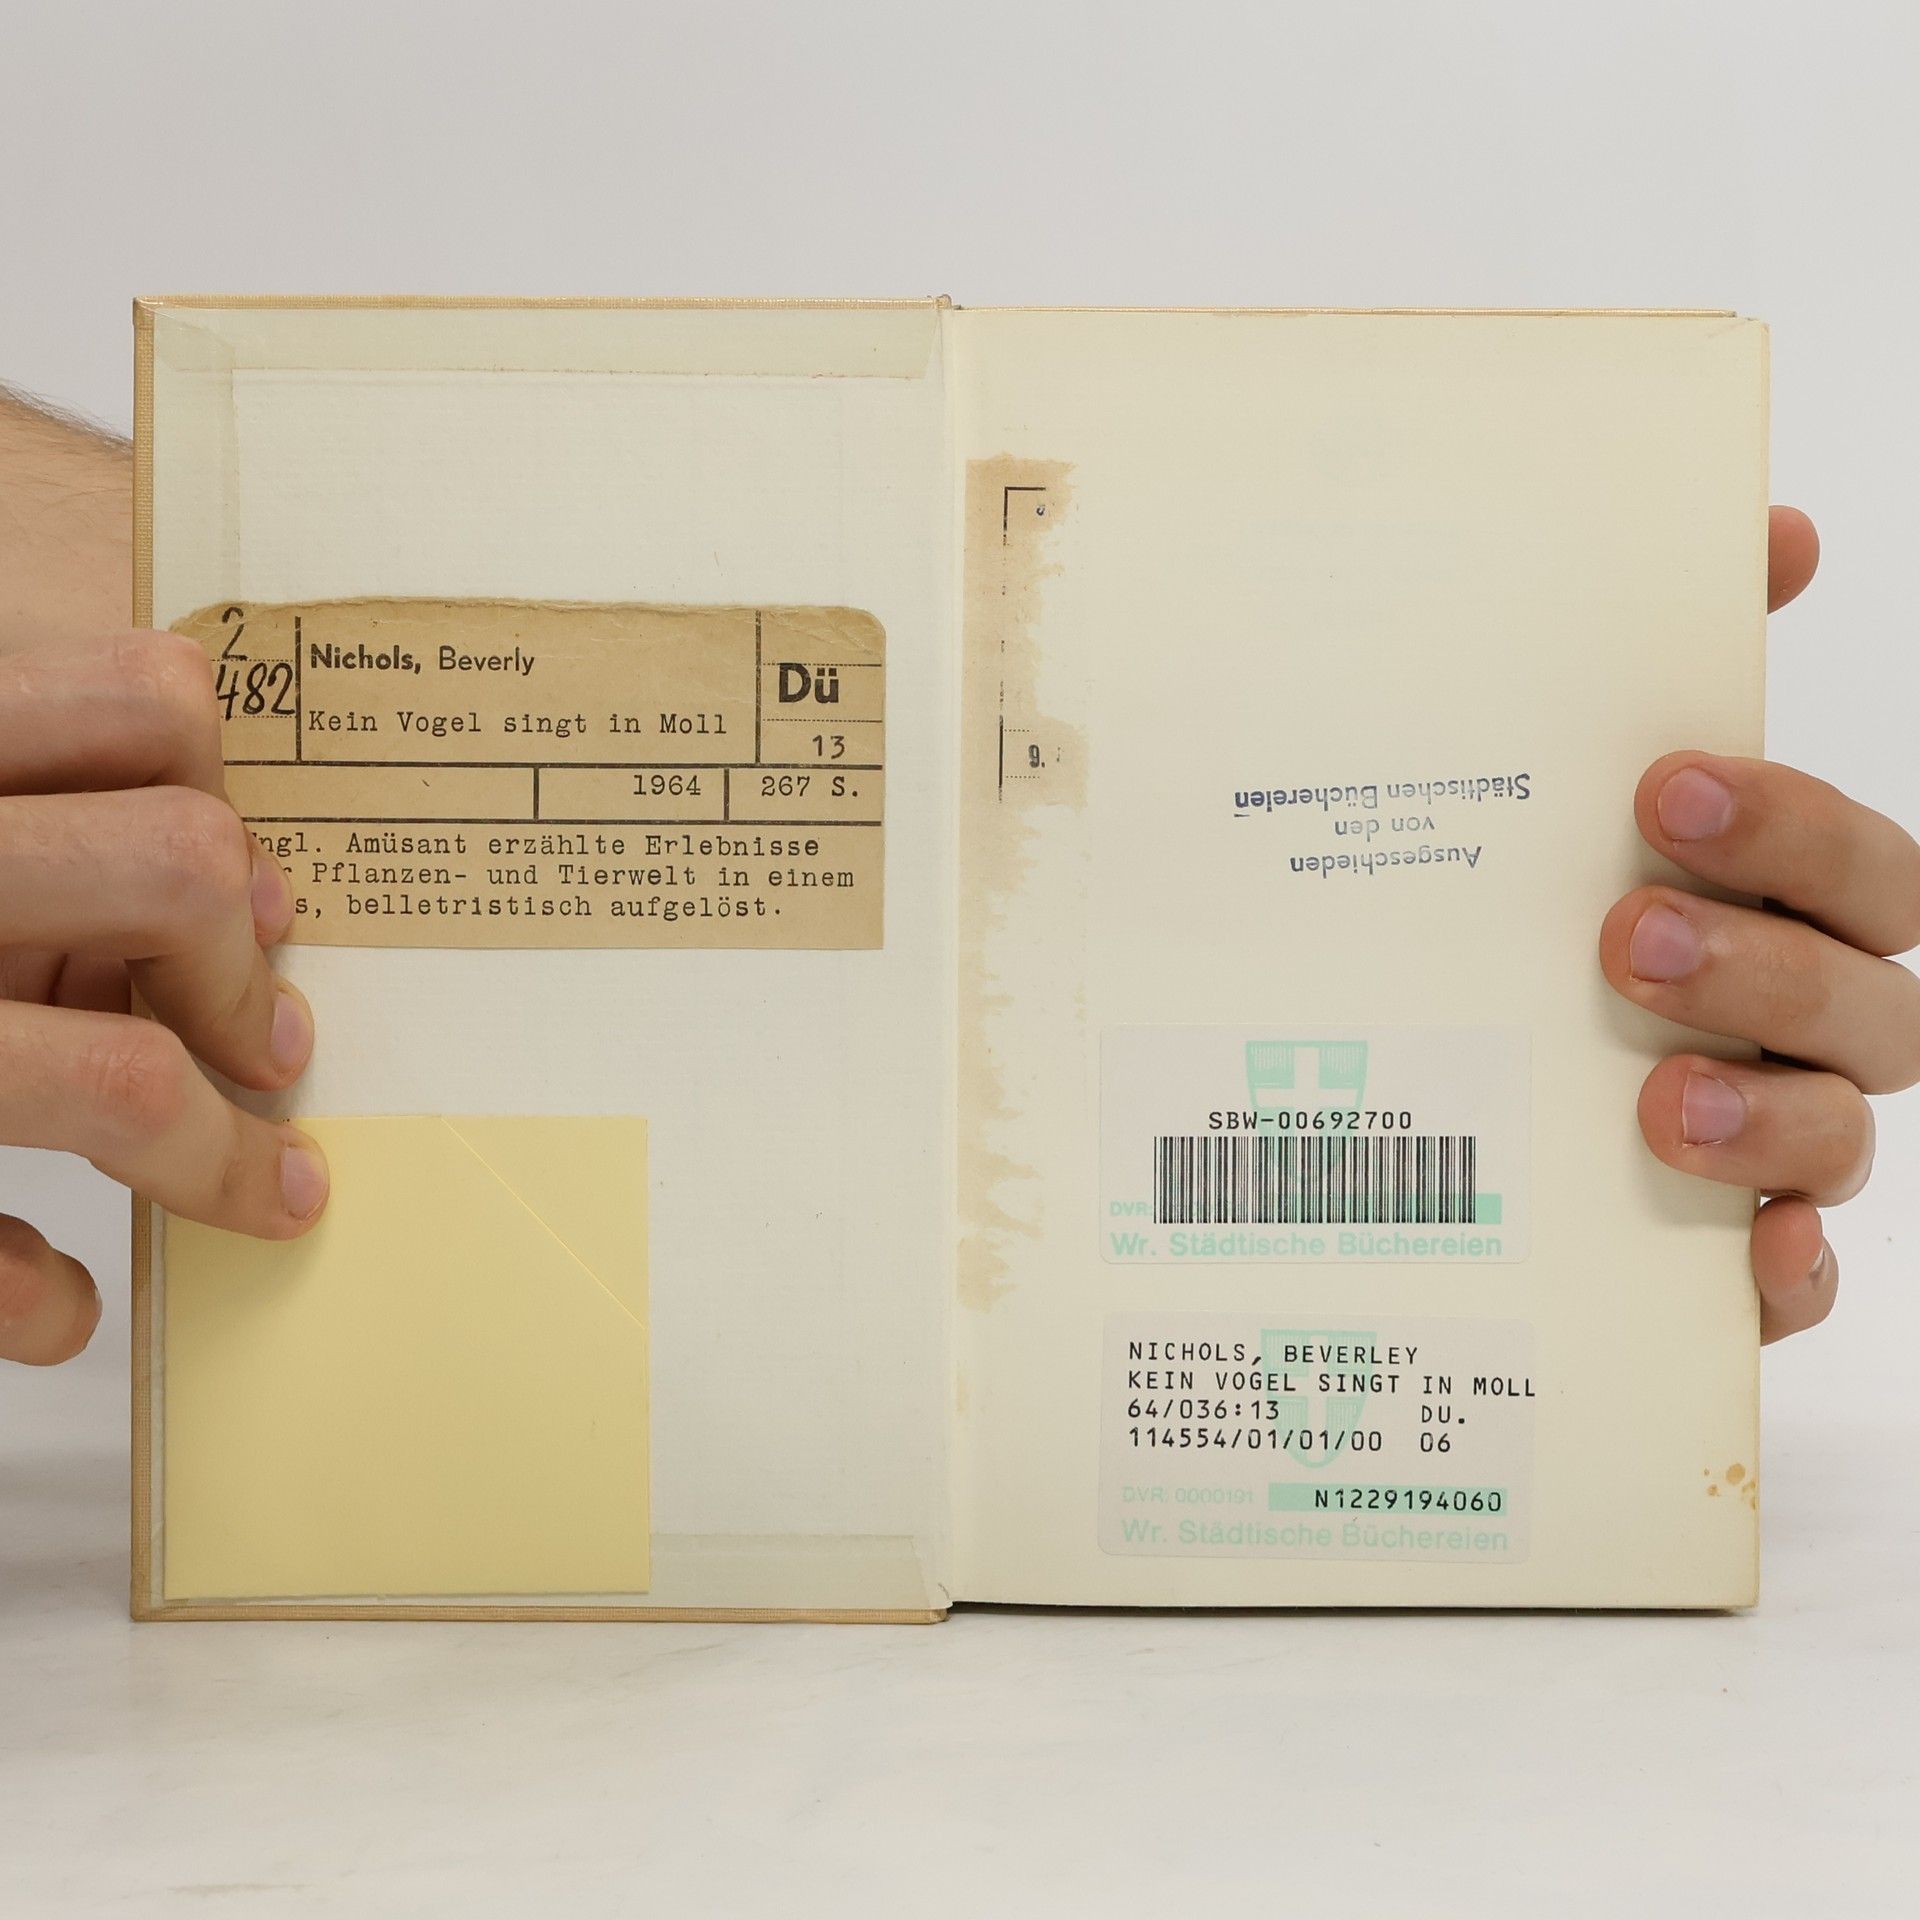 2
482
Nichols, Beverly
Kein Vogel singt in Moll
Dü
13
1964
267 S.
ngl. Amüsant erzählte Erlebnisse
r Pflanzen- und Tierwelt in einem
s, belletristisch aufgelöst.
9.
Ausgeschieden
von den
Städtischen Büchereien
SBW-00692700
DVR:
Wr. Städtische Büchereien
NICHOLS, BEVERLEY
KEIN VOGEL SINGT IN MOLL
64/036:13 DU.
114554/01/01/00 06
DVR: 0000191 N1229194060
Wr. Städtische Büchereien